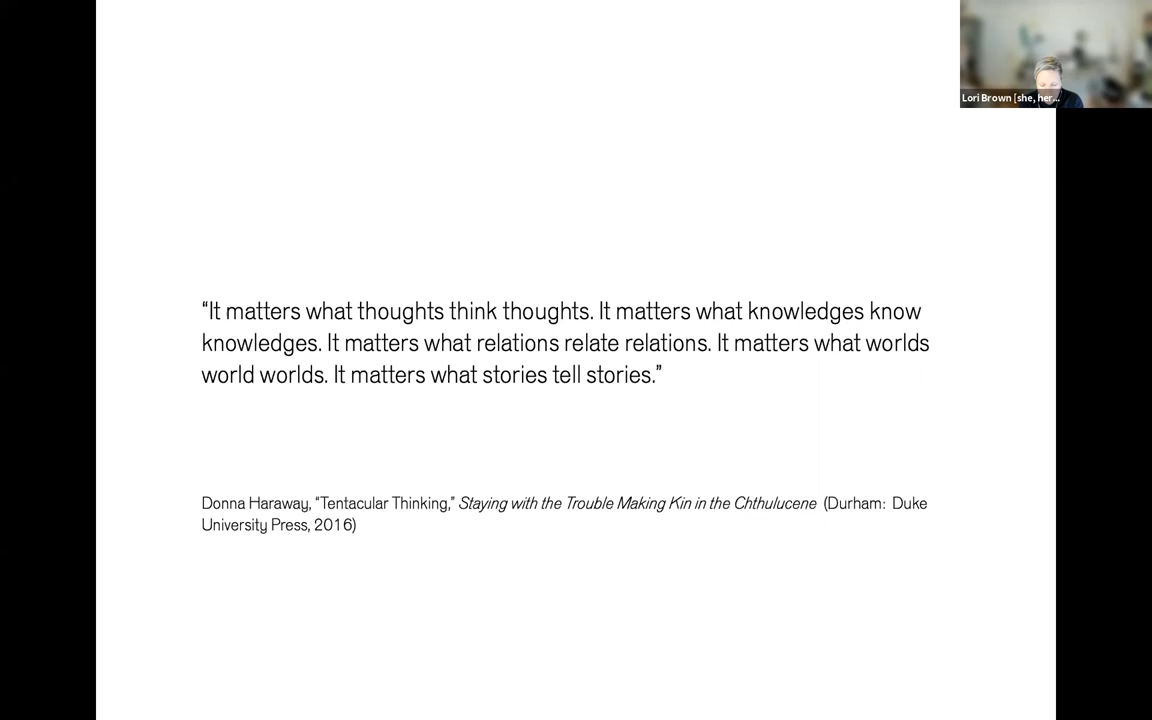 Lori Brown [she, her...
“It matters what thoughts think thoughts. It matters what knowledges know
knowledges. It matters what relations relate relations. It matters what worlds
world worlds. It matters what stories tell stories.”
Donna Haraway, “Tentacular Thinking,” Staying with the Trouble Making Kin in the Chthulucene (Durham: Duke
University Press, 2016)